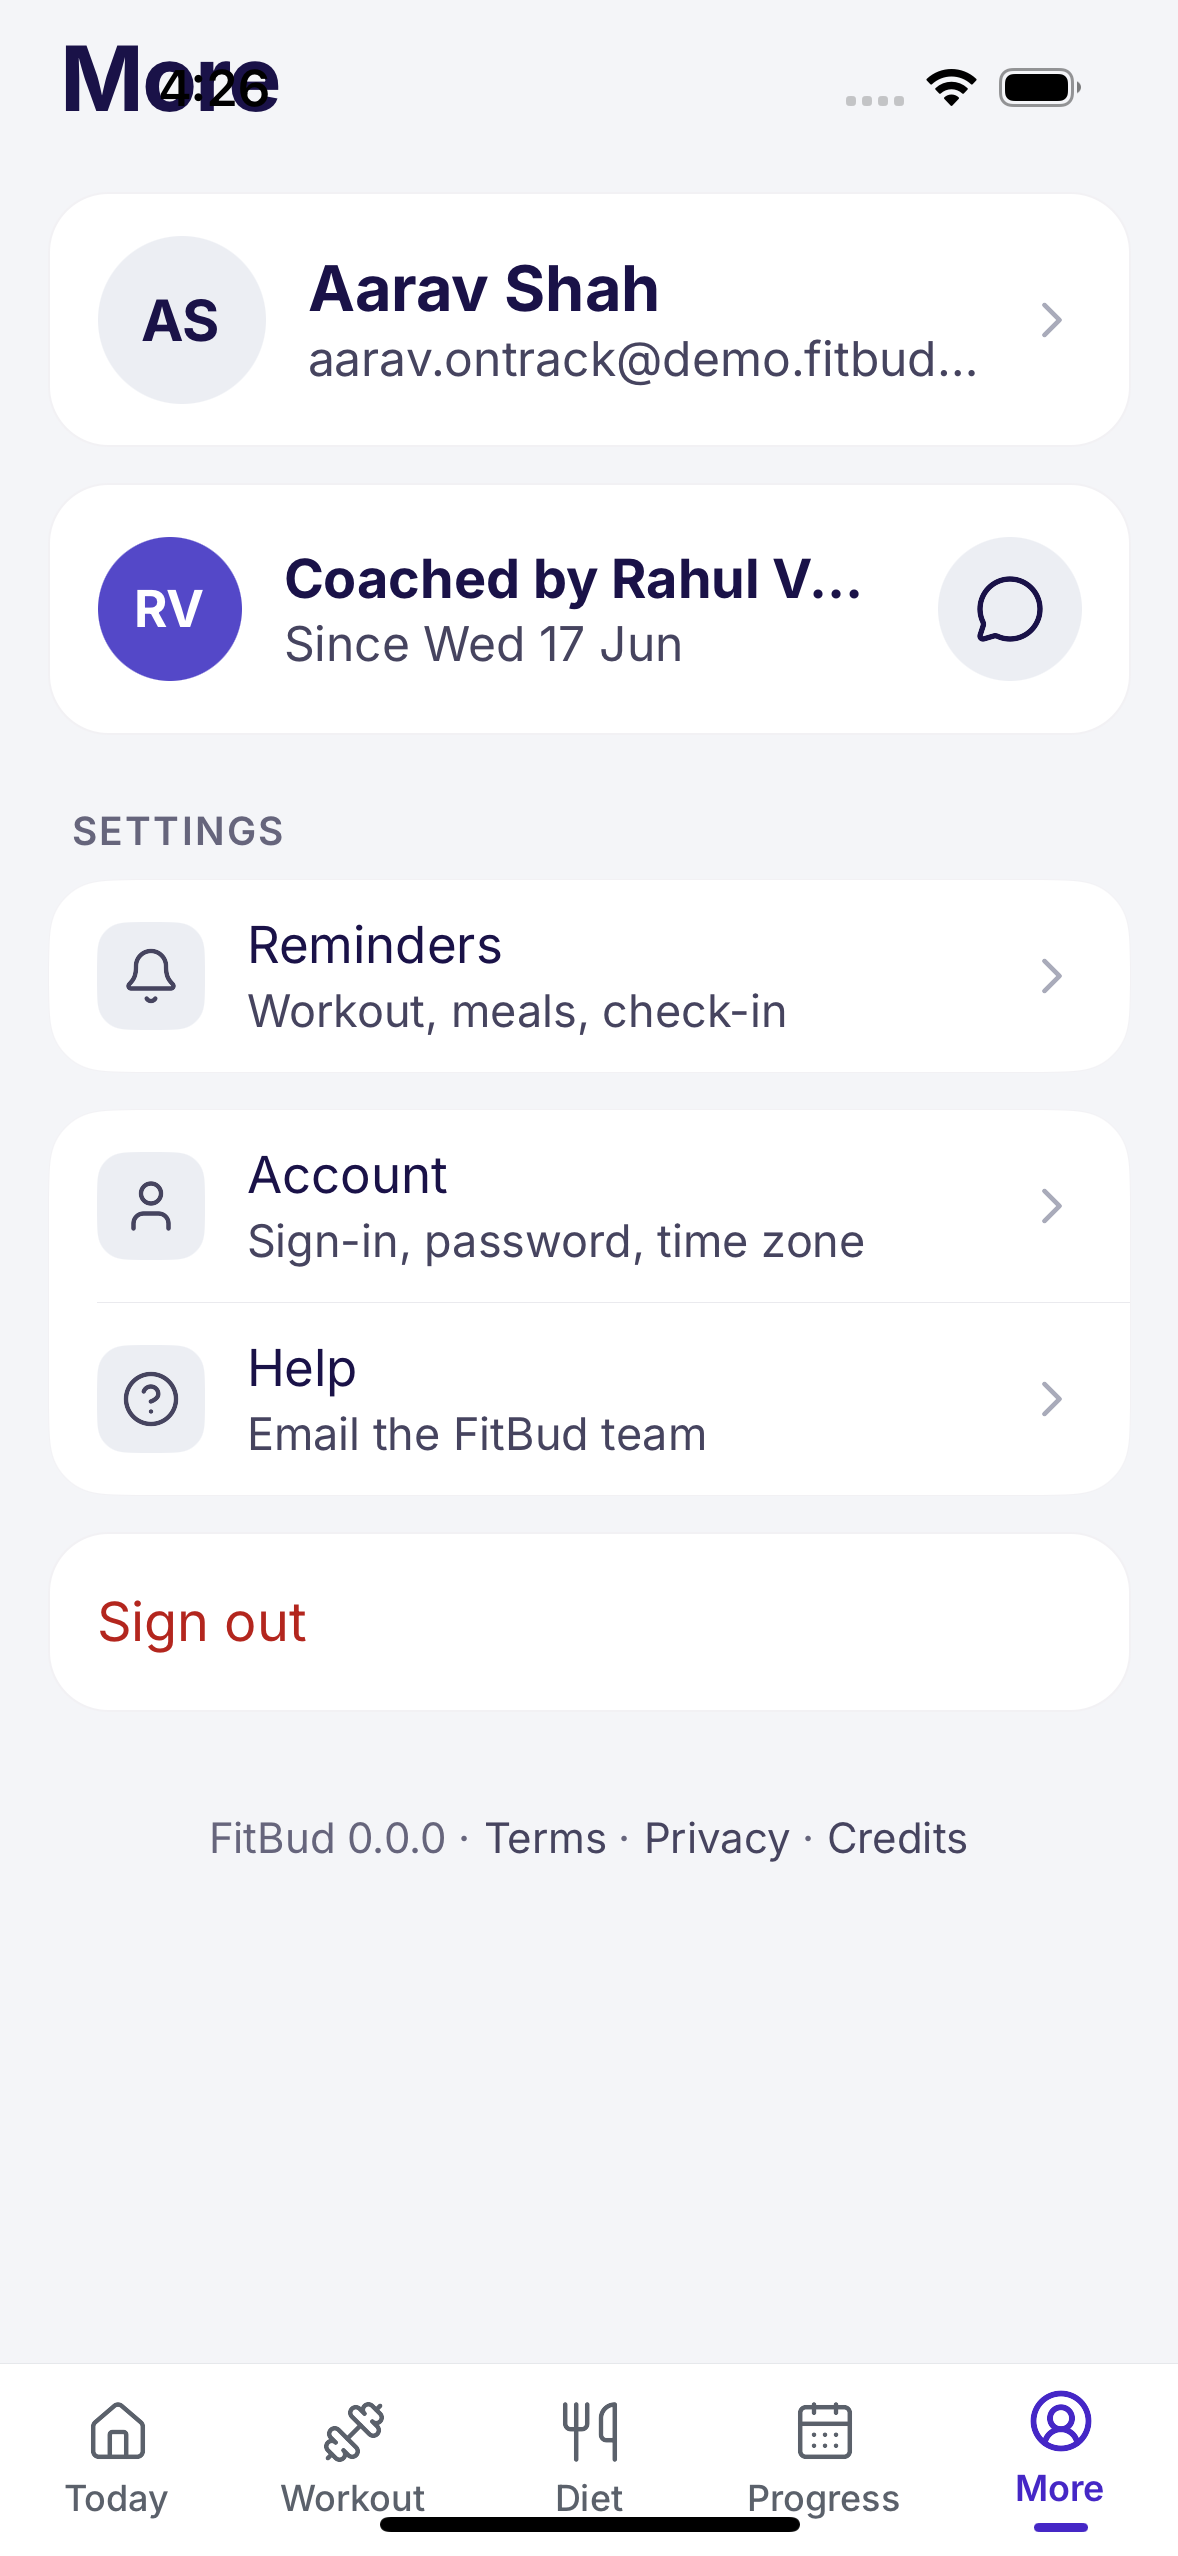 More
4:26
AS
Aarav Shah
aarav.ontrack@demo.fitbud...
RV
Coached by Rahul V...
Since Wed 17 Jun
SETTINGS
Reminders
Workout, meals, check-in
Account
Sign-in, password, time zone
Help
Email the FitBud team
Sign out
FitBud 0.0.0 · Terms · Privacy · Credits
Today Workout Diet Progress More